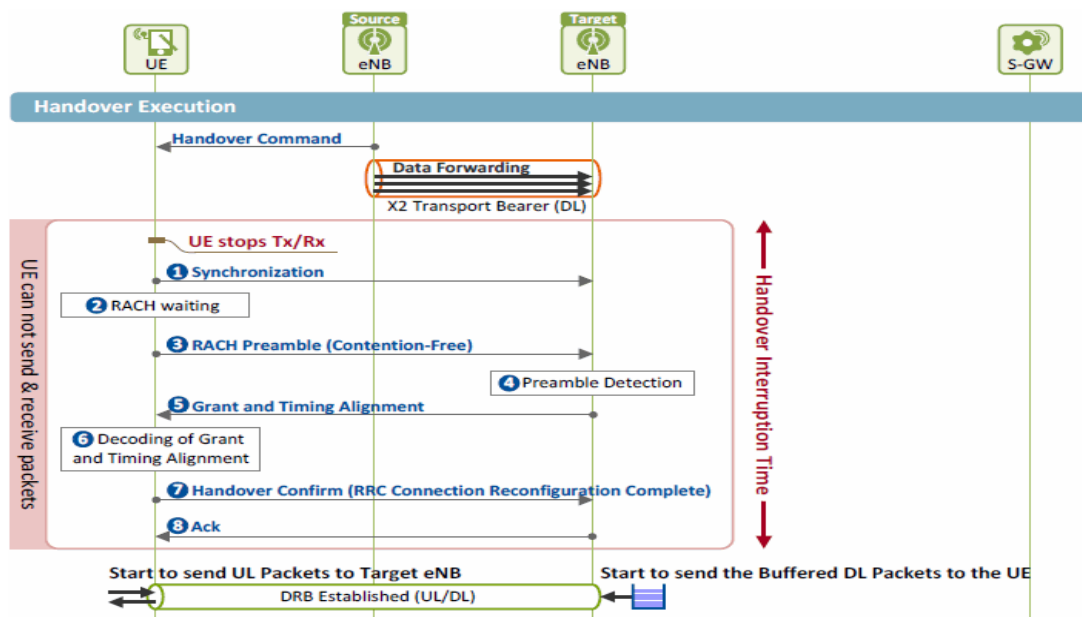 Source
Target
UE
eNB
eNB
S-GW
Handover Execution
Handover Command
Data Forwarding
X2 Transport Bearer (DL)
UE stops Tx/Rx
1 Synchronization
2 RACH waiting
3 RACH Preamble (Contention-Free)
4 Preamble Detection
5 Grant and Timing Alignment
6 Decoding of Grant
and Timing Alignment
7 Handover Confirm (RRC Connection Reconfiguration Complete)
8 Ack
UE can not send & receive packets
Handover Interruption Time
Start to send UL Packets to Target eNB
Start to send the Buffered DL Packets to the UE
DRB Established (UL/DL)